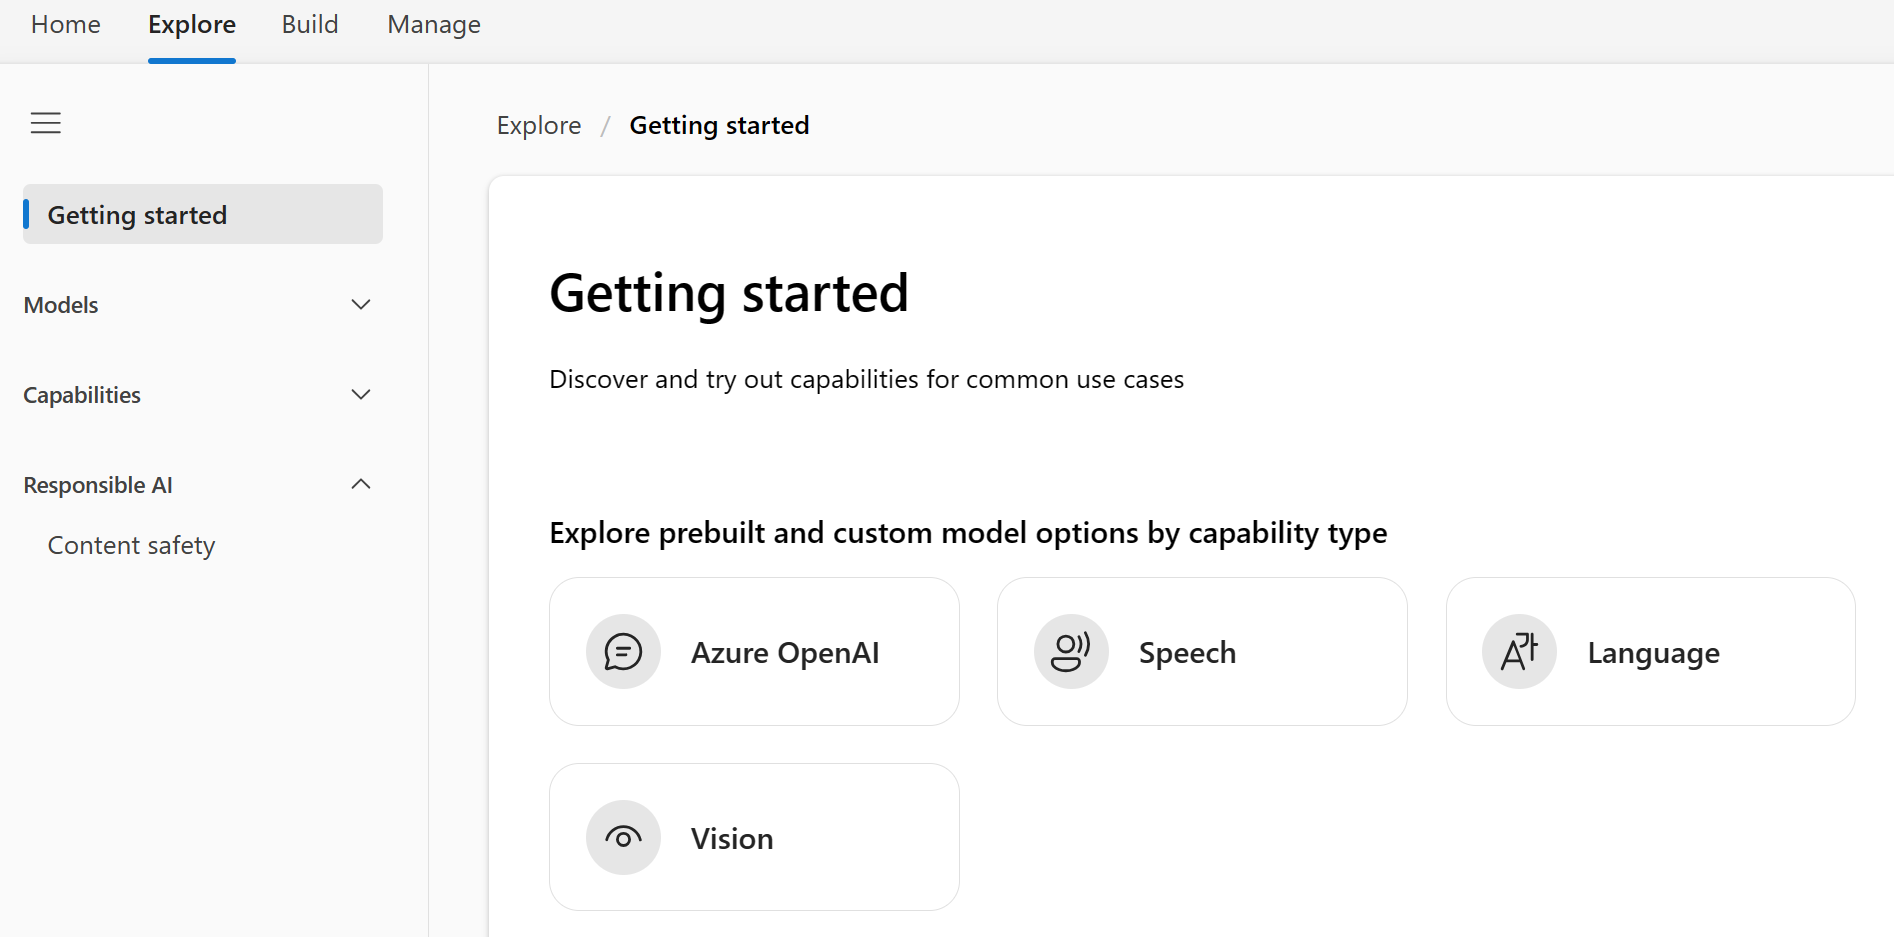 Home Explore Build Manage
Explore / Getting started
Getting started
Models
Capabilities
Responsible AI
Content safety
Getting started
Discover and try out capabilities for common use cases
Explore prebuilt and custom model options by capability type
Azure OpenAI
Speech
Language
Vision